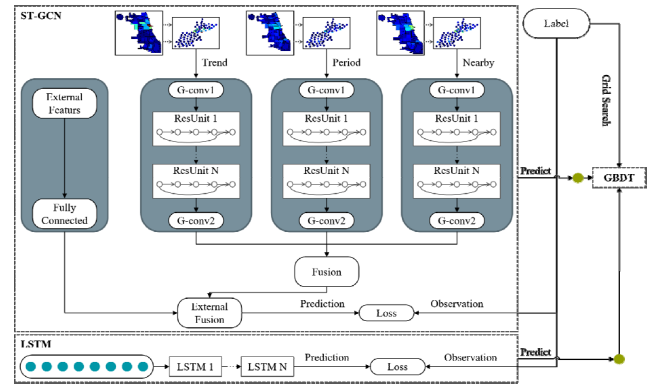 ST-GCN
Label
Trend
Period
Nearby
External
Featurs
G-conv1
G-conv1
G-conv1
ResUnit 1
ResUnit 1
ResUnit 1
Grid Search
ResUnit N
ResUnit N
ResUnit N
Predict
GBDT
Fully
Connected
G-conv2
G-conv2
G-conv2
Fusion
External
Fusion
Prediction
Loss
Observation
LSTM
LSTM 1
LSTM N
Prediction
Loss
Observation
Predict